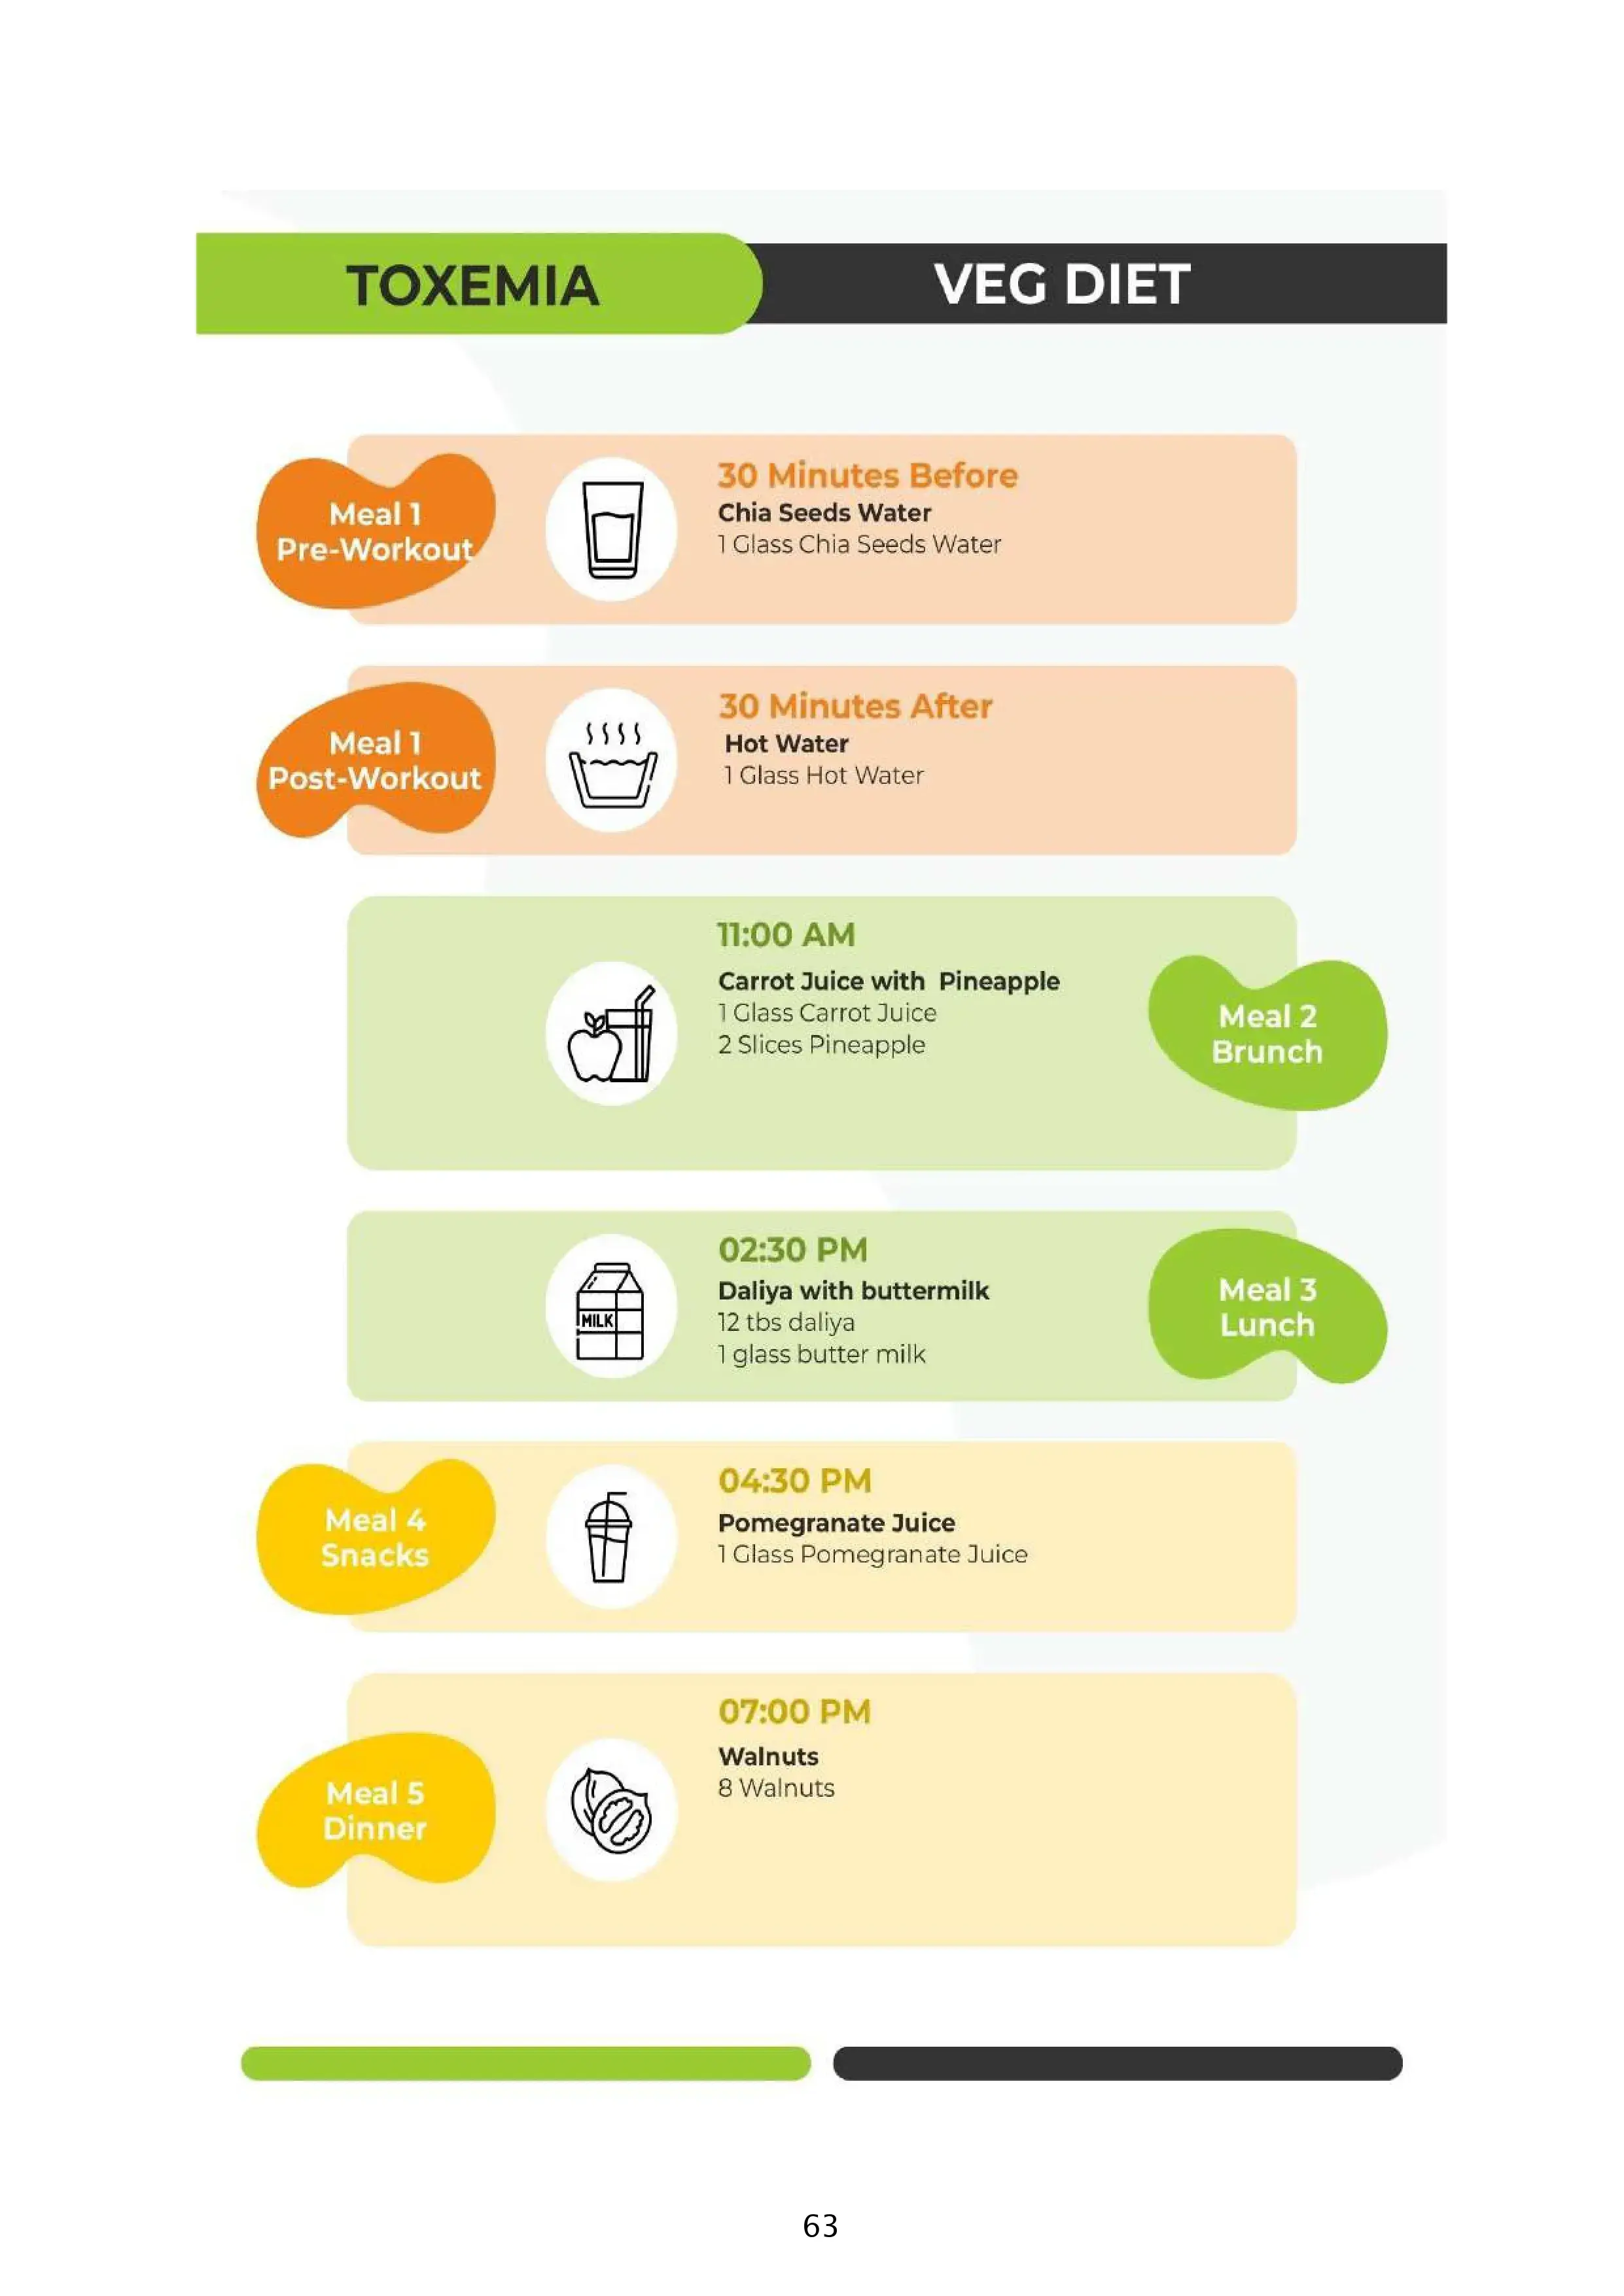 TOXEMIA
VEG DIET
Meal 1
Pre-Workout
30 Minutes Before
Chia Seeds Water
1 Glass Chia Seeds Water
Meal 1
Post-Workout
30 Minutes After
Hot Water
1 Glass Hot Water
11:00 AM
Carrot Juice with Pineapple
1 Glass Carrot Juice
2 Slices Pineapple
Meal 2
Brunch
02:30 PM
Daliya with buttermilk
12 tbs daliya
1 glass butter milk
MILK
Meal 3
Lunch
Meal 4
Snacks
04:30 PM
Pomegranate Juice
1 Glass Pomegranate Juice
Meal 5
Dinner
07:00 PM
Walnuts
8 Walnuts
63